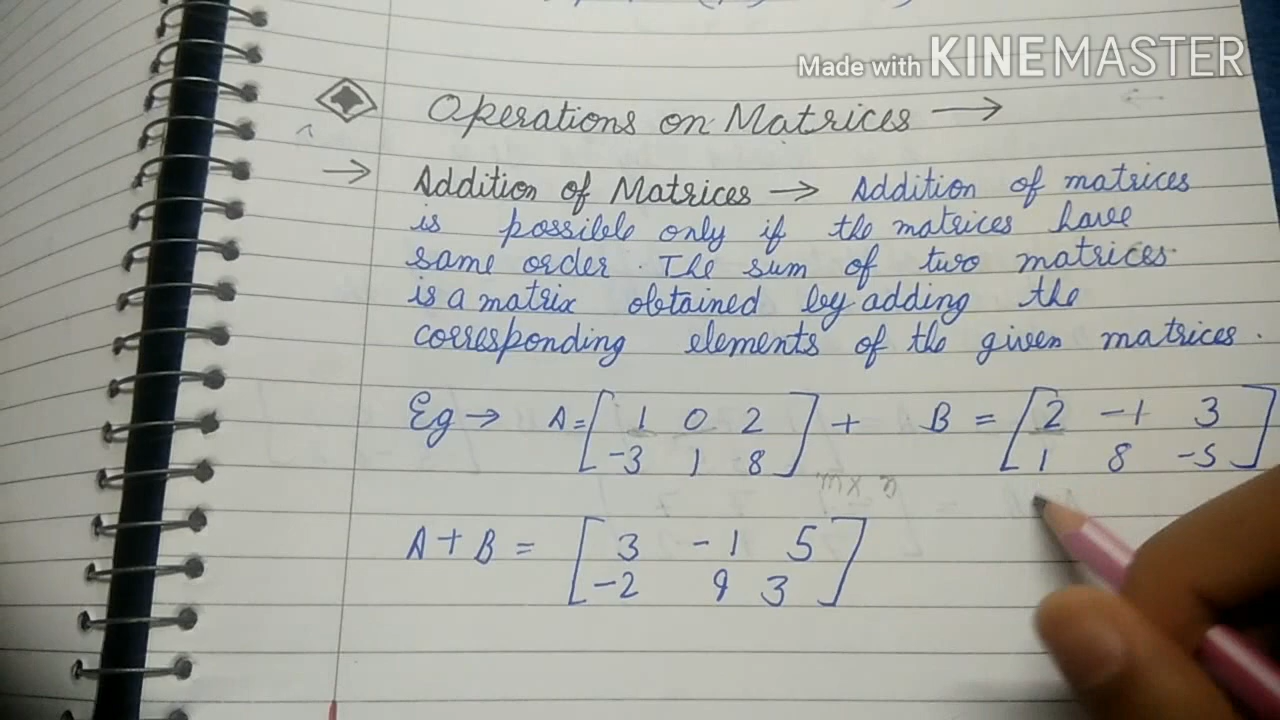 Made with KINEMASTER
Operations on Matrices →
→ Addition of Matrices → Addition of matrices
is possible only if the matrices have
same order. The sum of two matrices
is a matrix obtained by adding the
corresponding elements of the given matrices.
Eg → A = [ 1 0 2 ] + B = [ 2 -1 3 ]
[ -3 1 8 ] [ 1 8 -5 ]
A + B = [ 3 -1 5 ]
[ -2 9 3 ]